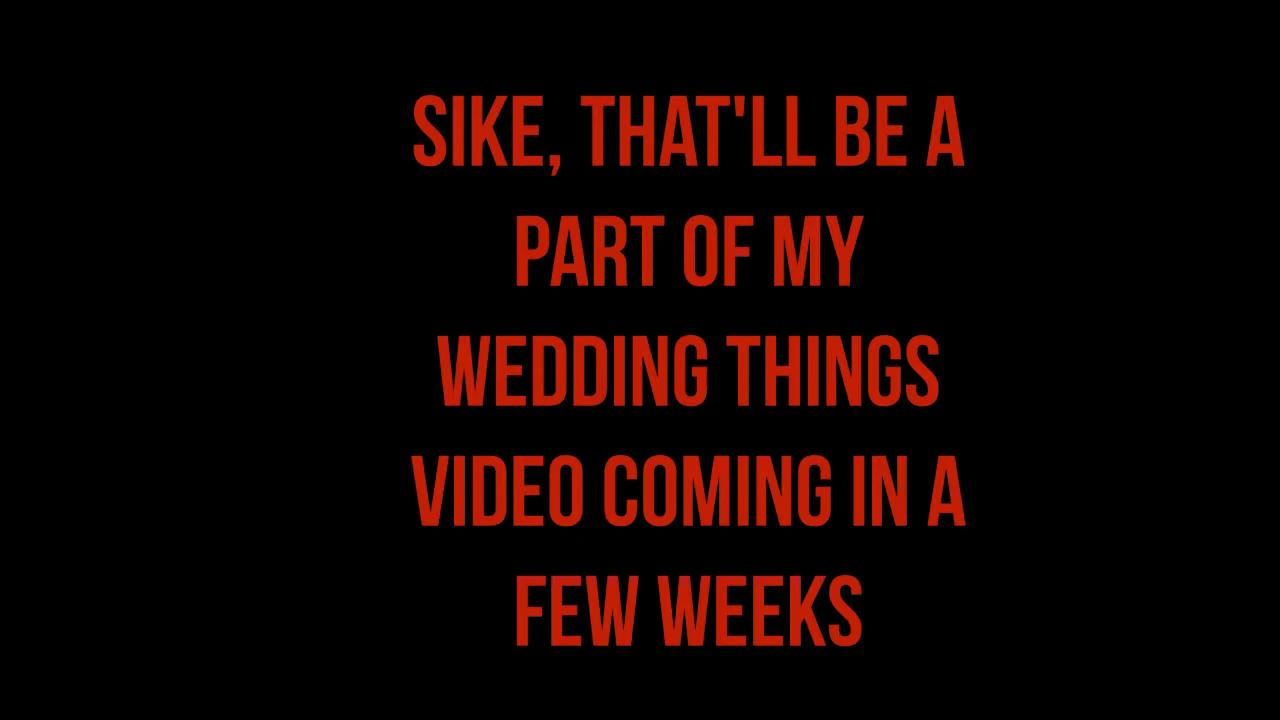 SIKE, THAT'LL BE A
PART OF MY
WEDDING THINGS
VIDEO COMING IN A
FEW WEEKS